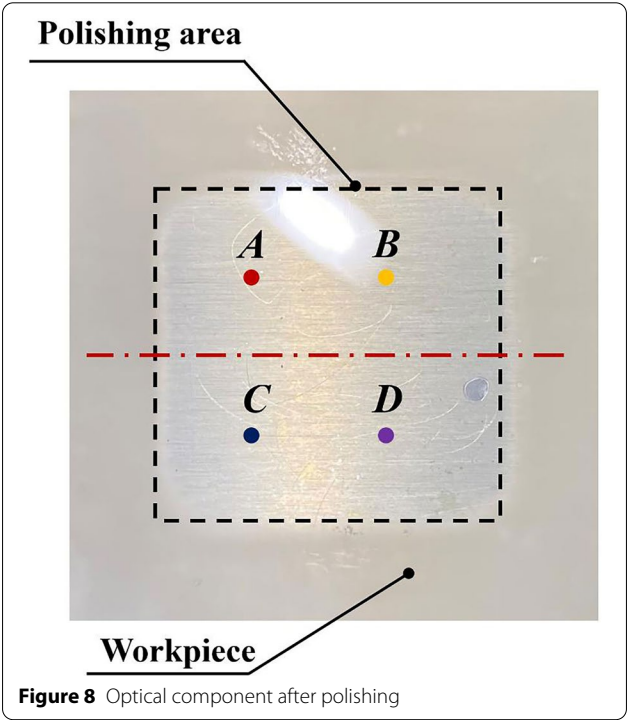 Polishing area
A
B
C
D
Workpiece
Figure 8 Optical component after polishing